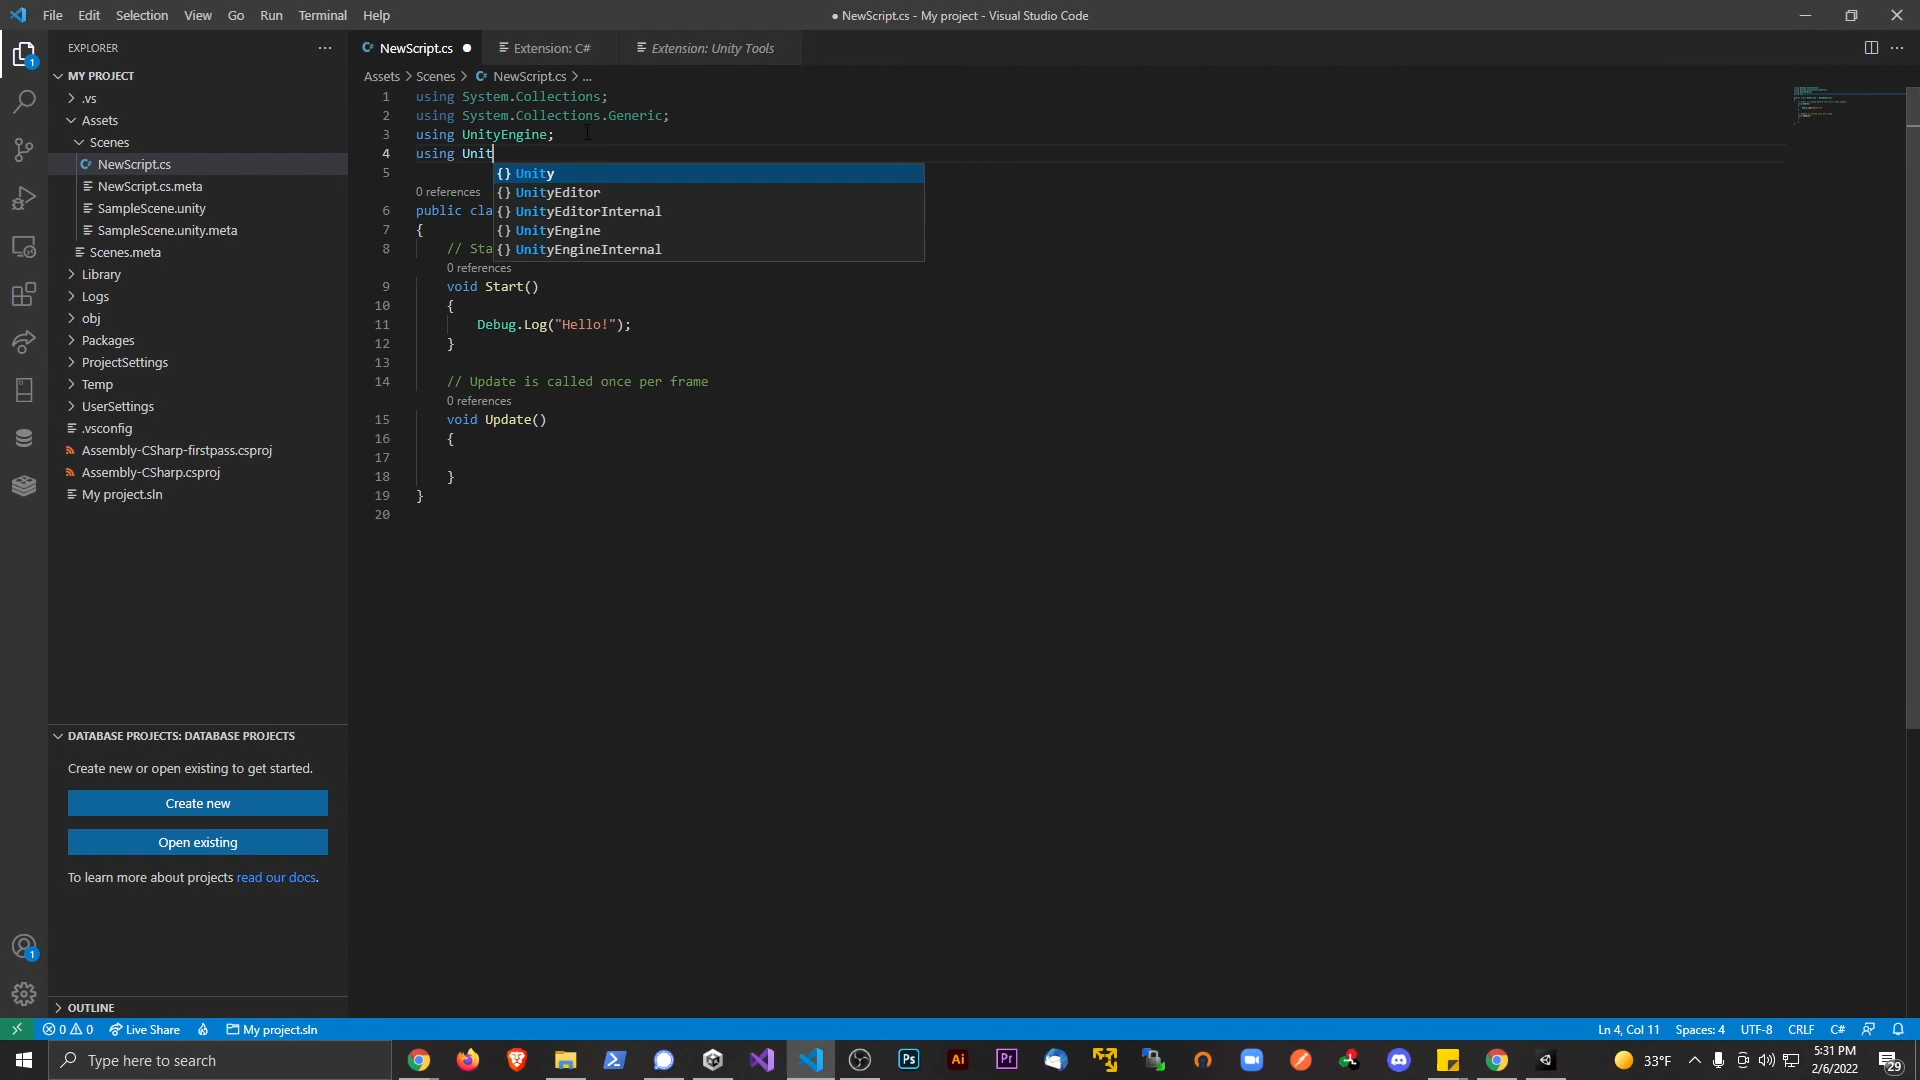 File Edit Selection View Go Run Terminal Help
● NewScript.cs - My project - Visual Studio Code
EXPLORER
MY PROJECT
.vs
Assets
Scenes
NewScript.cs
NewScript.cs.meta
SampleScene.unity
SampleScene.unity.meta
Scenes.meta
Library
Logs
obj
Packages
ProjectSettings
Temp
UserSettings
.vsconfig
Assembly-CSharp-firstpass.csproj
Assembly-CSharp.csproj
My project.sln
DATABASE PROJECTS: DATABASE PROJECTS
Create new or open existing to get started.
Create new
Open existing
To learn more about projects read our docs.
OUTLINE
NewScript.cs
Extension: C#
Extension: Unity Tools
Assets > Scenes > NewScript.cs > ...
1 using System.Collections;
2 using System.Collections.Generic;
3 using UnityEngine;
4 using Unit
5
0 references
6 public cla
7 {
8 // Sta
0 references
9 void Start()
10 {
11 Debug.Log("Hello!");
12 }
13
14 // Update is called once per frame
0 references
15 void Update()
16 {
17
18 }
19 }
20
{} Unity
{} UnityEditor
{} UnityEditorInternal
{} UnityEngine
{} UnityEngineInternal
1
1
0 0 Live Share My project.sln
Ln 4, Col 11 Spaces: 4 UTF-8 CRLF C#
Type here to search
Ps
Ai
Pr
33°F
5:31 PM
2/6/2022
29